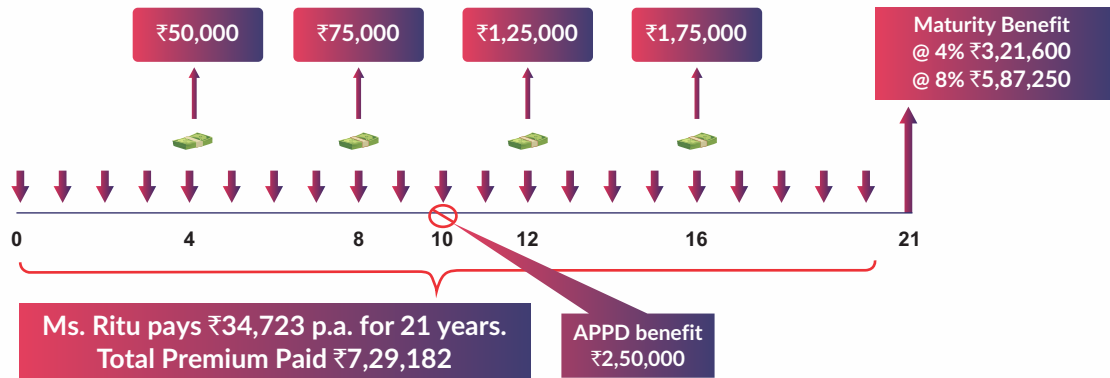 ₹50,000
₹75,000
₹1,25,000
₹1,75,000
Maturity Benefit
@ 4% ₹3,21,600
@ 8% ₹5,87,250
0
4
8
10
12
16
21
Ms. Ritu pays ₹34,723 p.a. for 21 years.
Total Premium Paid ₹7,29,182
APPD benefit
₹2,50,000